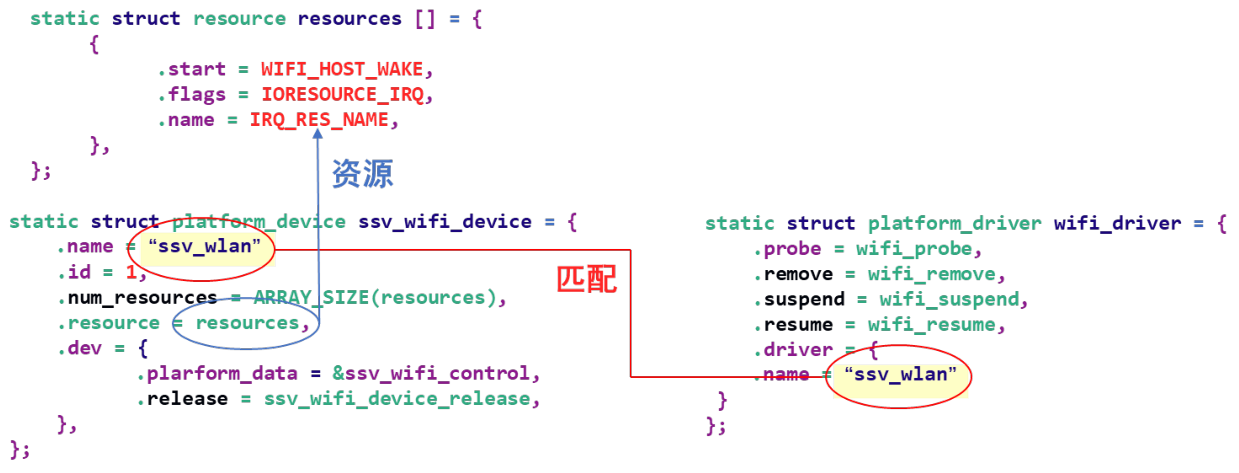 static struct resource resources [] = {
{
.start = WIFI_HOST_WAKE,
.flags = IORESOURCE_IRQ,
.name = IRQ_RES_NAME,
},
};
资源
static struct platform_device ssv_wifi_device = {
.name = “ssv_wlan”
.id = 1,
.num_resources = ARRAY_SIZE(resources),
.resource = resources,
.dev = {
.plarform_data = &ssv_wifi_control,
.release = ssv_wifi_device_release,
},
};
匹配
static struct platform_driver wifi_driver = {
.probe = wifi_probe,
.remove = wifi_remove,
.suspend = wifi_suspend,
.resume = wifi_resume,
.driver = {
.name = “ssv_wlan”
}
};